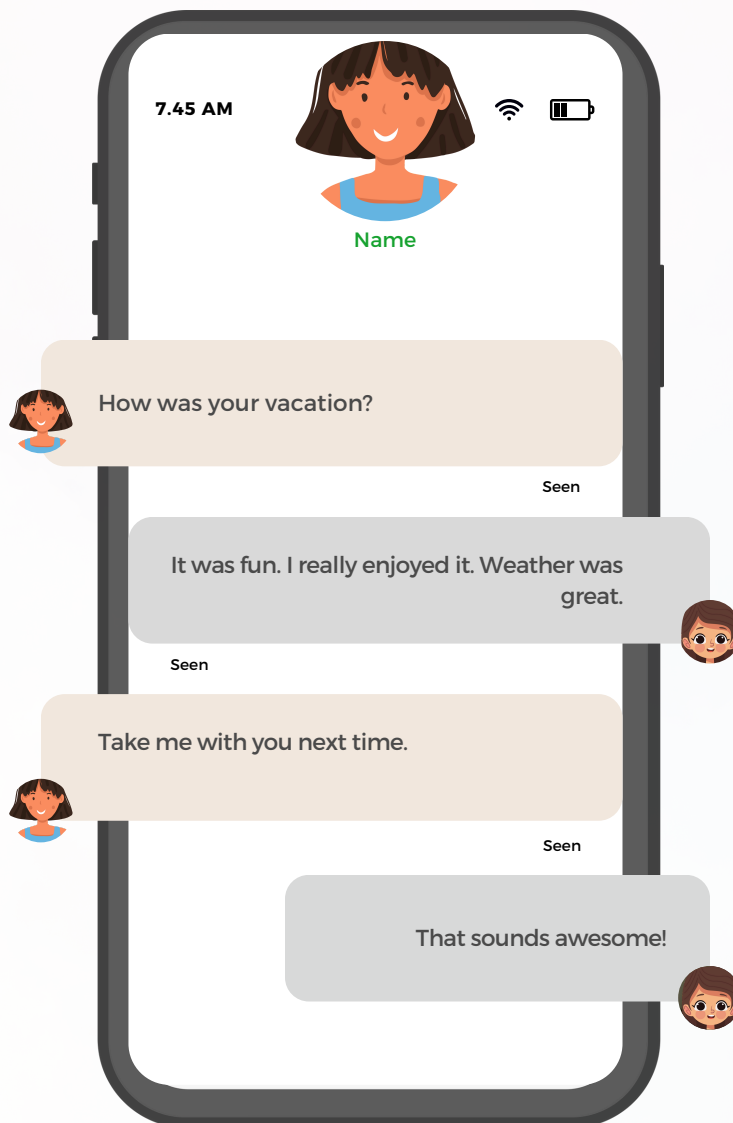 7.45 AM
Name
How was your vacation?
Seen
It was fun. I really enjoyed it. Weather was
great.
Seen
Take me with you next time.
Seen
That sounds awesome!